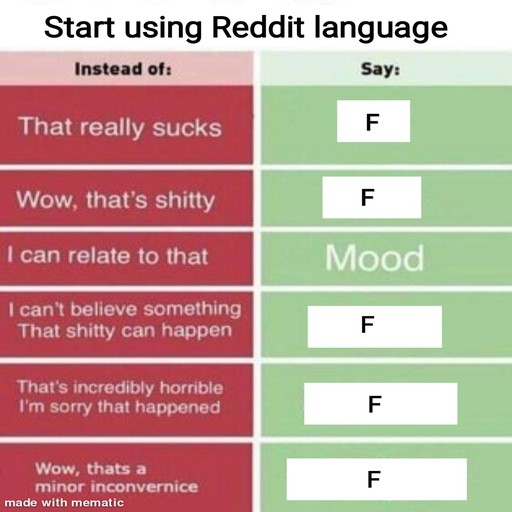 Start using Reddit language
Instead of: Say:
That really sucks F
Wow, that's shitty F
I can relate to that Mood
I can't believe something
That shitty can happen F
That's incredibly horrible
I'm sorry that happened F
Wow, thats a
minor inconvernice F
made with mematic